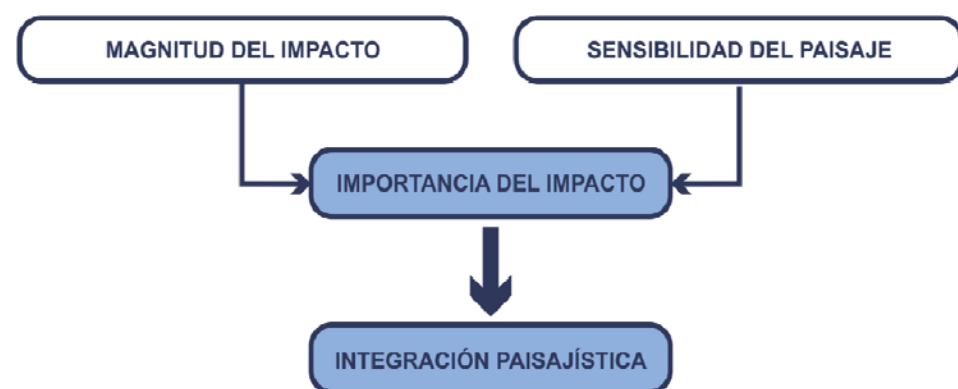 MAGNITUD DEL IMPACTO
SENSIBILIDAD DEL PAISAJE
IMPORTANCIA DEL IMPACTO
INTEGRACIÓN PAISAJÍSTICA